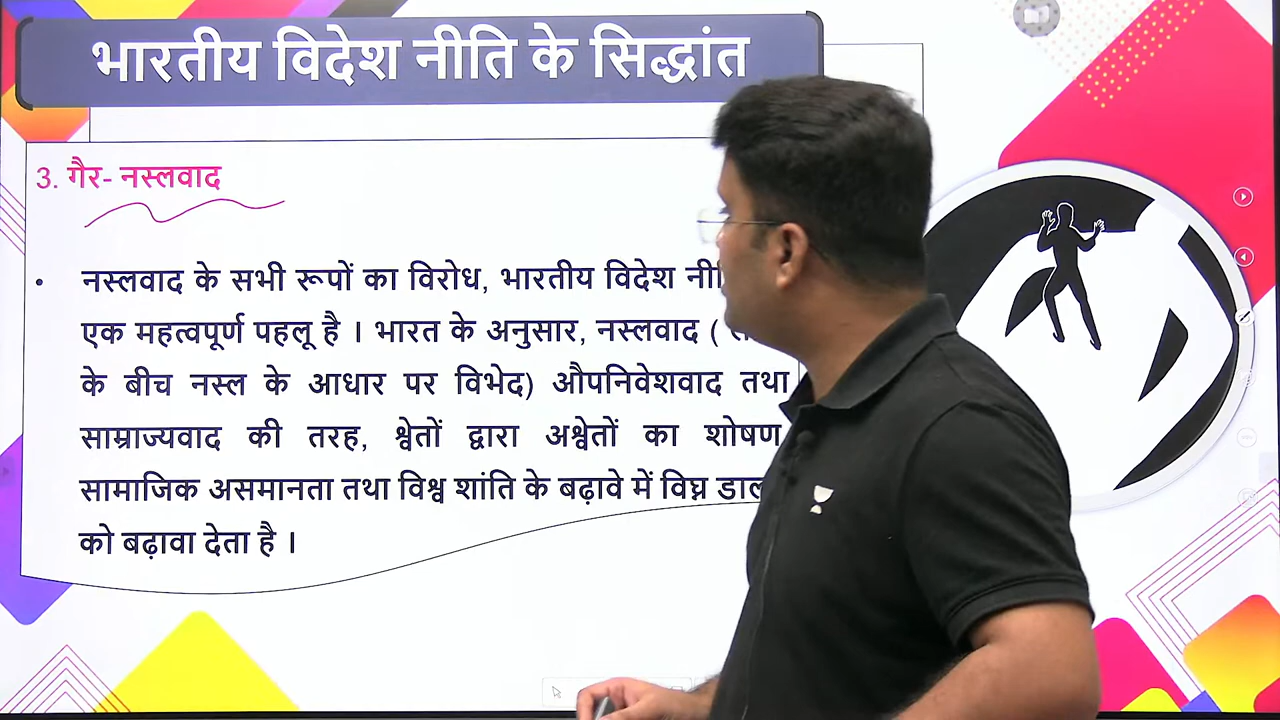 भारतीय विदेश नीति के सिद्धांत
3. गैर- नस्लवाद
• नस्लवाद के सभी रूपों का विरोध, भारतीय विदेश
एक महत्वपूर्ण पहलू है । भारत के अनुसार, नस्लवाद (
के बीच नस्ल के आधार पर विभेद) औपनिवेशवाद तथा
साम्राज्यवाद की तरह, श्वेतों द्वारा अश्वेतों का शोषण
सामाजिक असमानता तथा विश्व शांति के बढ़ावे में विघ्न
को बढ़ावा देता है ।